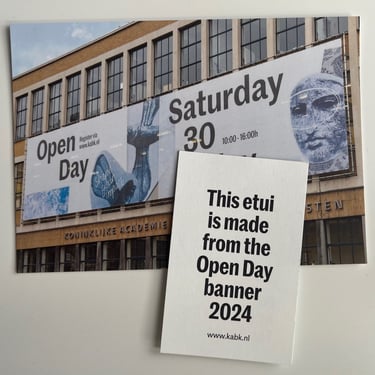 Open
Day
Register via
www.kabk.nl
Saturday
30
10:00 - 16:00h
KONINKLIJKE ACADEMIE
This etui
is made
from the
Open Day
banner
2024
www.kabk.nl